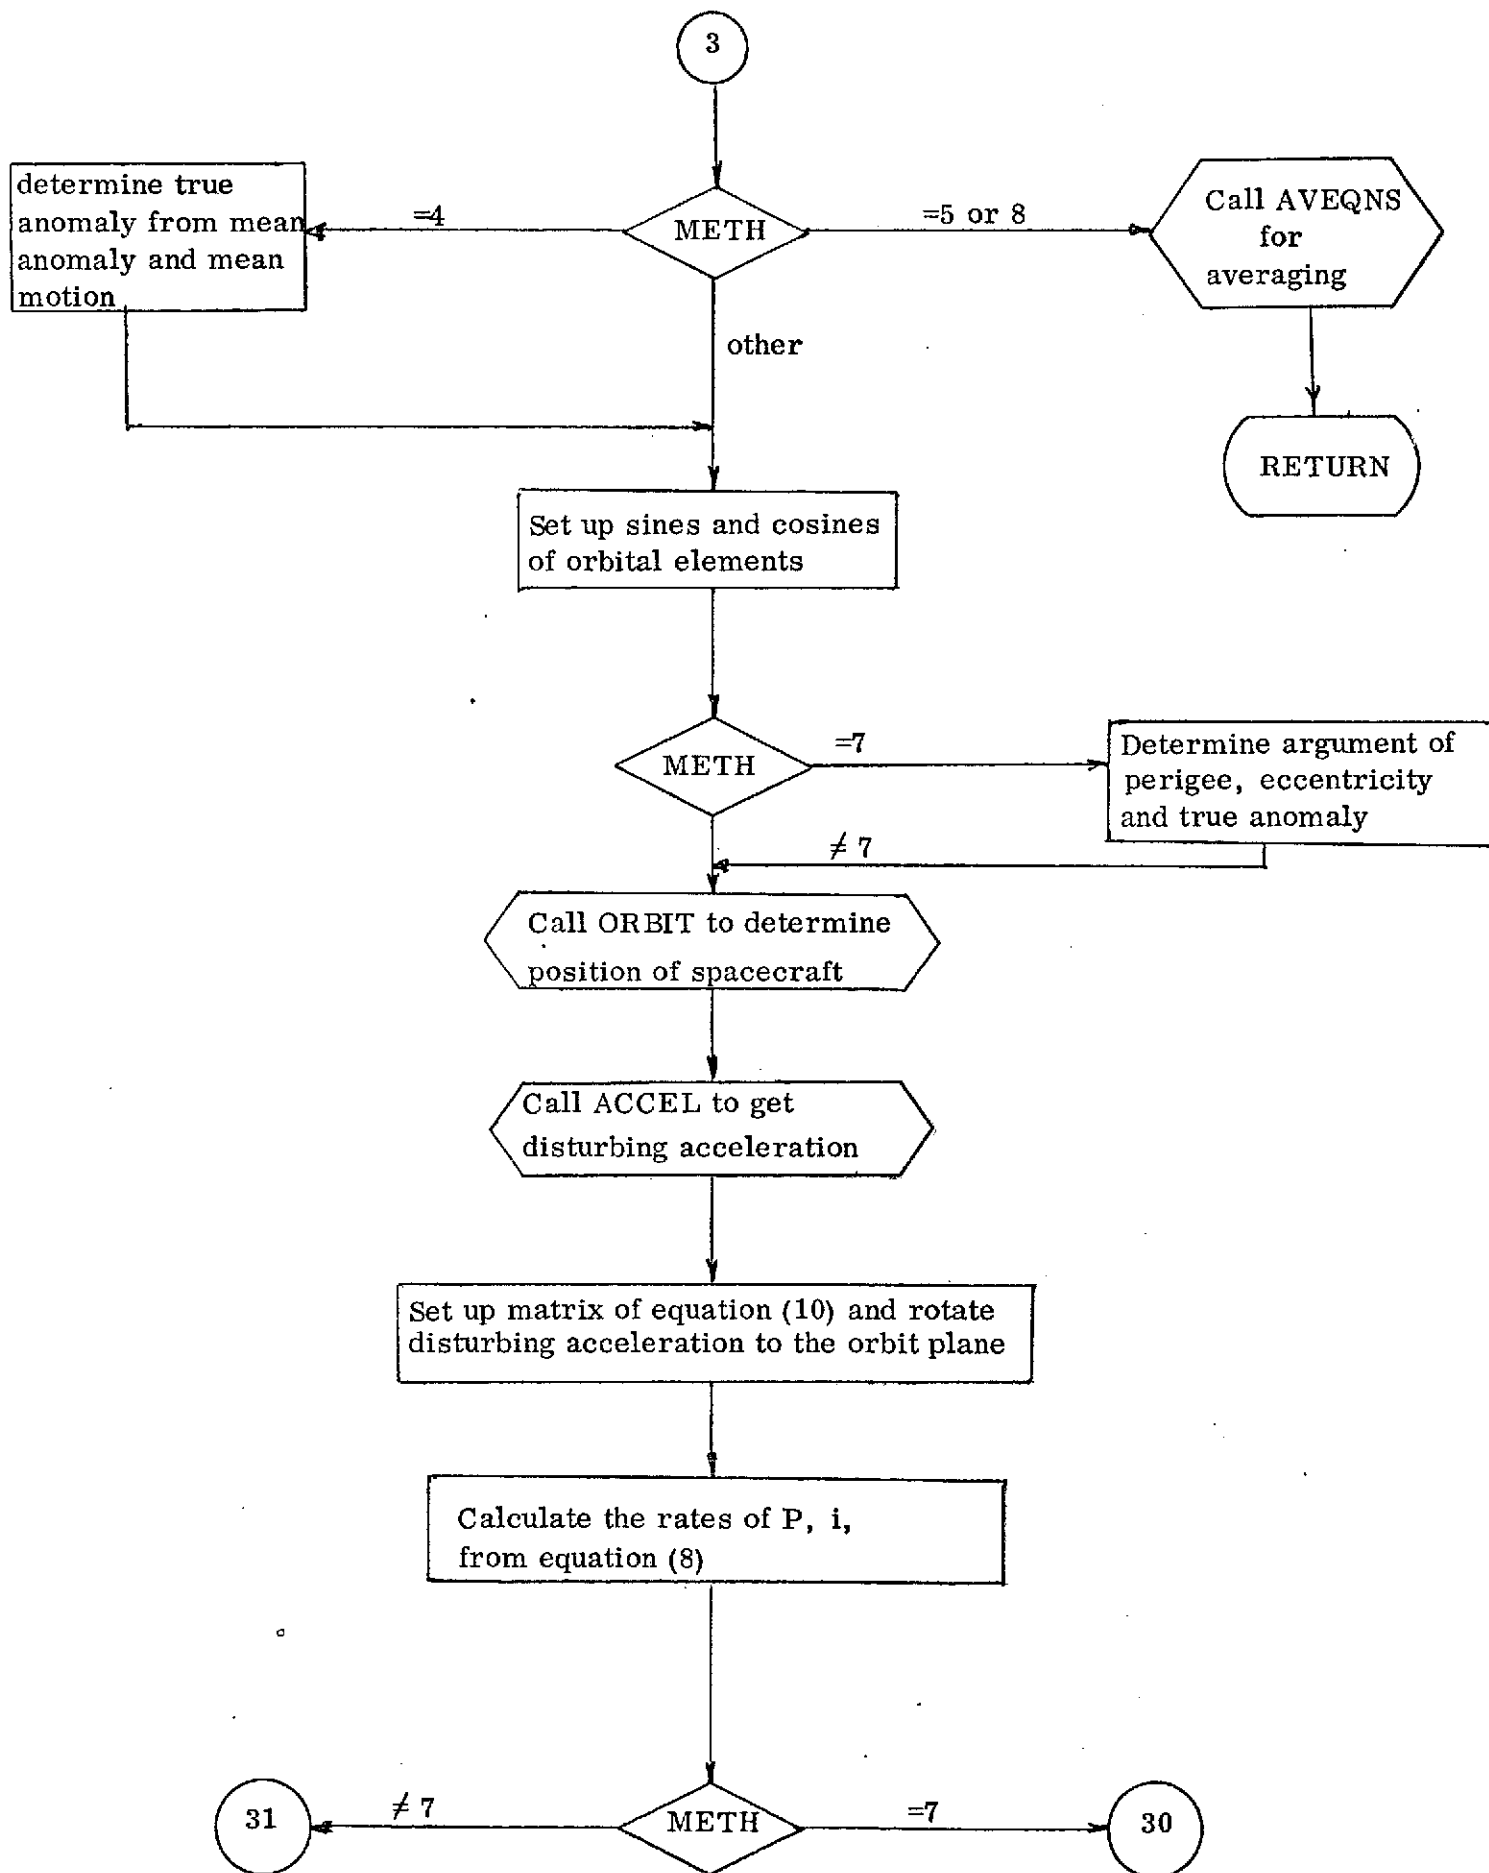 3
determine true
anomaly from mean
anomaly and mean
motion
=4
METH
=5 or 8
Call AVEQNS
for
averaging
other
RETURN
Set up sines and cosines
of orbital elements
METH
=7
Determine argument of
perigee, eccentricity
and true anomaly
≠ 7
Call ORBIT to determine
position of spacecraft
Call ACCEL to get
disturbing acceleration
Set up matrix of equation (10) and rotate
disturbing acceleration to the orbit plane
Calculate the rates of P, i,
from equation (8)
31
≠ 7
METH
=7
30